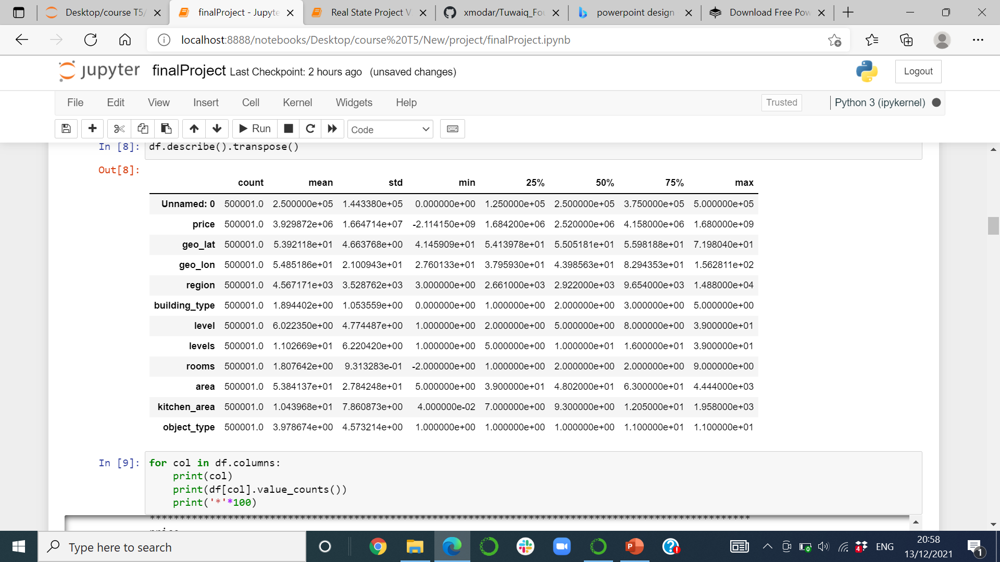 Desktop/course T5/
finalProject - Jupyte
Real State Project V
xmodar/Tuwaiq_Fou
powerpoint design
Download Free Pow
localhost:8888/notebooks/Desktop/course%20T5/New/project/finalProject.ipynb
jupyter finalProject Last Checkpoint: 2 hours ago (unsaved changes)
Logout
File Edit View Insert Cell Kernel Widgets Help
Trusted
Python 3 (ipykernel)
Run
Code
In [8]: df.describe().transpose()
Out[8]:
count mean std min 25% 50% 75% max
Unnamed: 0 500001.0 2.500000e+05 1.443380e+05 0.000000e+00 1.250000e+05 2.500000e+05 3.750000e+05 5.000000e+05
price 500001.0 3.929872e+06 1.664714e+07 -2.114150e+09 1.684200e+06 2.520000e+06 4.158000e+06 1.680000e+09
geo_lat 500001.0 5.392118e+01 4.663768e+00 4.145909e+01 5.413978e+01 5.505181e+01 5.598188e+01 7.198040e+01
geo_lon 500001.0 5.485186e+01 2.100943e+01 2.760133e+01 3.795930e+01 4.398563e+01 8.294353e+01 1.562811e+02
region 500001.0 4.567171e+03 3.528762e+03 3.000000e+00 2.661000e+03 2.922000e+03 9.654000e+03 1.488000e+04
building_type 500001.0 1.894402e+00 1.053559e+00 0.000000e+00 1.000000e+00 2.000000e+00 3.000000e+00 5.000000e+00
level 500001.0 6.022350e+00 4.774487e+00 1.000000e+00 2.000000e+00 5.000000e+00 8.000000e+00 3.900000e+01
levels 500001.0 1.102669e+01 6.220420e+00 1.000000e+00 5.000000e+00 1.000000e+01 1.600000e+01 3.900000e+01
rooms 500001.0 1.807642e+00 9.313283e-01 -2.000000e+00 1.000000e+00 2.000000e+00 2.000000e+00 9.000000e+00
area 500001.0 5.384137e+01 2.784248e+01 5.000000e+00 3.900000e+01 4.802000e+01 6.300000e+01 4.444000e+03
kitchen_area 500001.0 1.043968e+01 7.860873e+00 4.000000e-02 7.000000e+00 9.300000e+00 1.205000e+01 1.958000e+03
object_type 500001.0 3.978674e+00 4.573214e+00 1.000000e+00 1.000000e+00 1.000000e+00 1.100000e+01 1.100000e+01
In [9]: for col in df.columns:
print(col)
print(df[col].value_counts())
print('*'*100)
****************************************************************************************************
Type here to search
ENG
20:58
13/12/2021
1